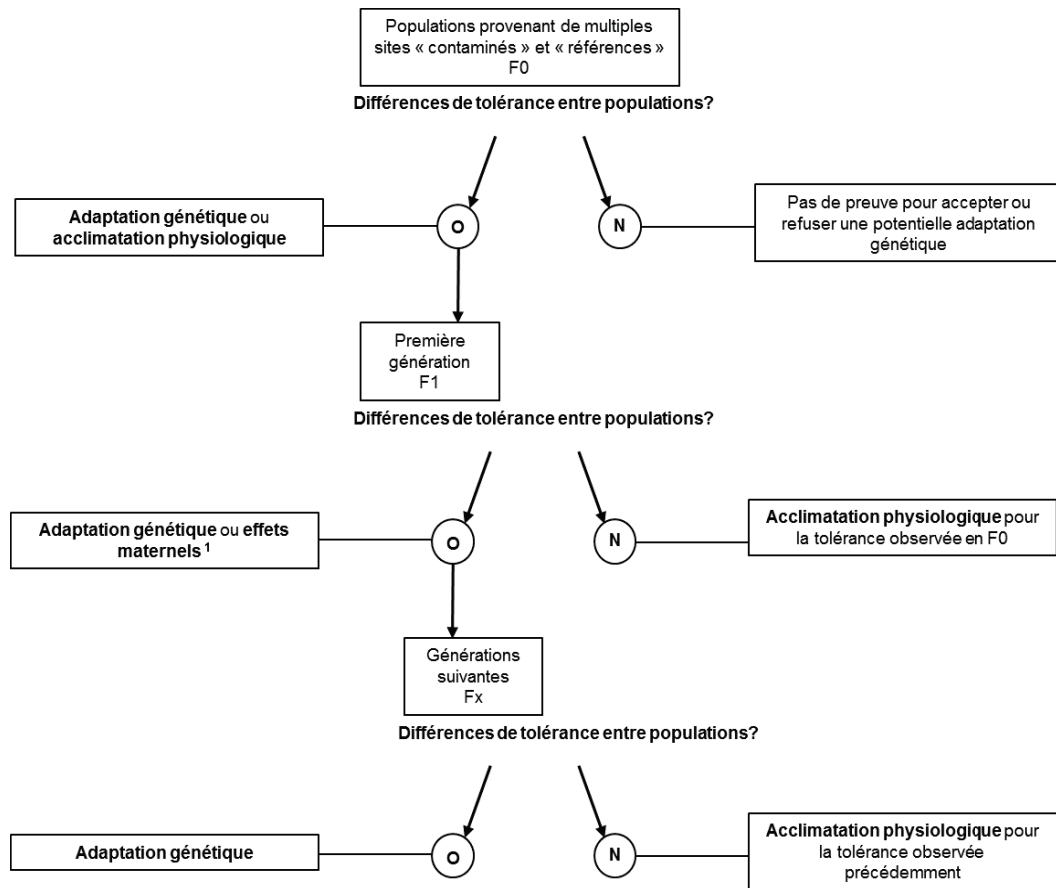 Populations provenant de multiples
sites « contaminés » et « références »
F0
Différences de tolérance entre populations?
Adaptation génétique ou
acclimatation physiologique
O
N
Pas de preuve pour accepter ou
refuser une potentielle adaptation
génétique
Première
génération
F1
Différences de tolérance entre populations?
Adaptation génétique ou effets
maternels ¹
O
N
Acclimatation physiologique pour
la tolérance observée en F0
Générations
suivantes
Fx
Différences de tolérance entre populations?
Adaptation génétique
O
N
Acclimatation physiologique pour
la tolérance observée
précédemment